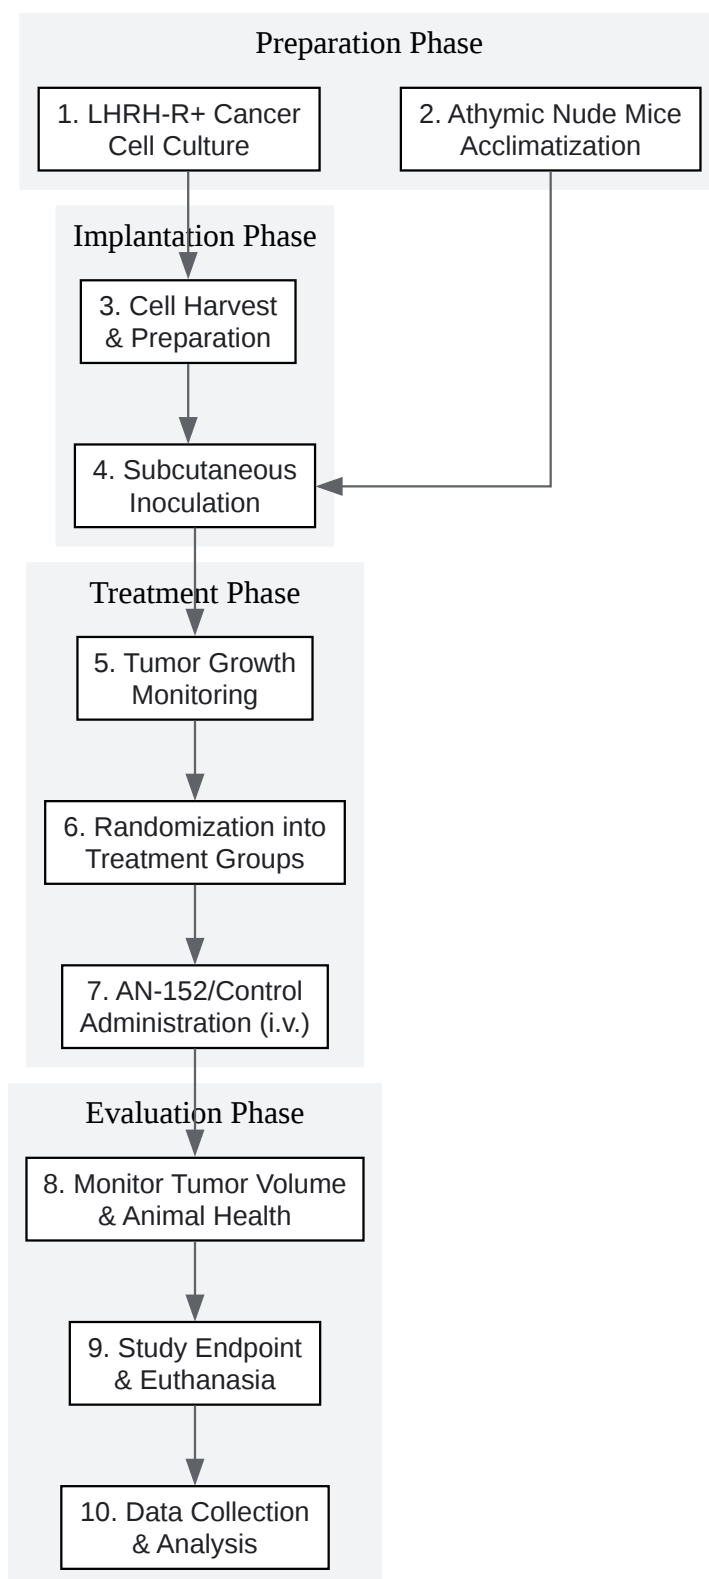 Preparation Phase
1. LHRH-R+ Cancer
Cell Culture
2. Athymic Nude Mice
Acclimatization
Implantation Phase
3. Cell Harvest
& Preparation
4. Subcutaneous
Inoculation
Treatment Phase
5. Tumor Growth
Monitoring
6. Randomization into
Treatment Groups
7. AN-152/Control
Administration (i.v.)
Evaluation Phase
8. Monitor Tumor Volume
& Animal Health
9. Study Endpoint
& Euthanasia
10. Data Collection
& Analysis